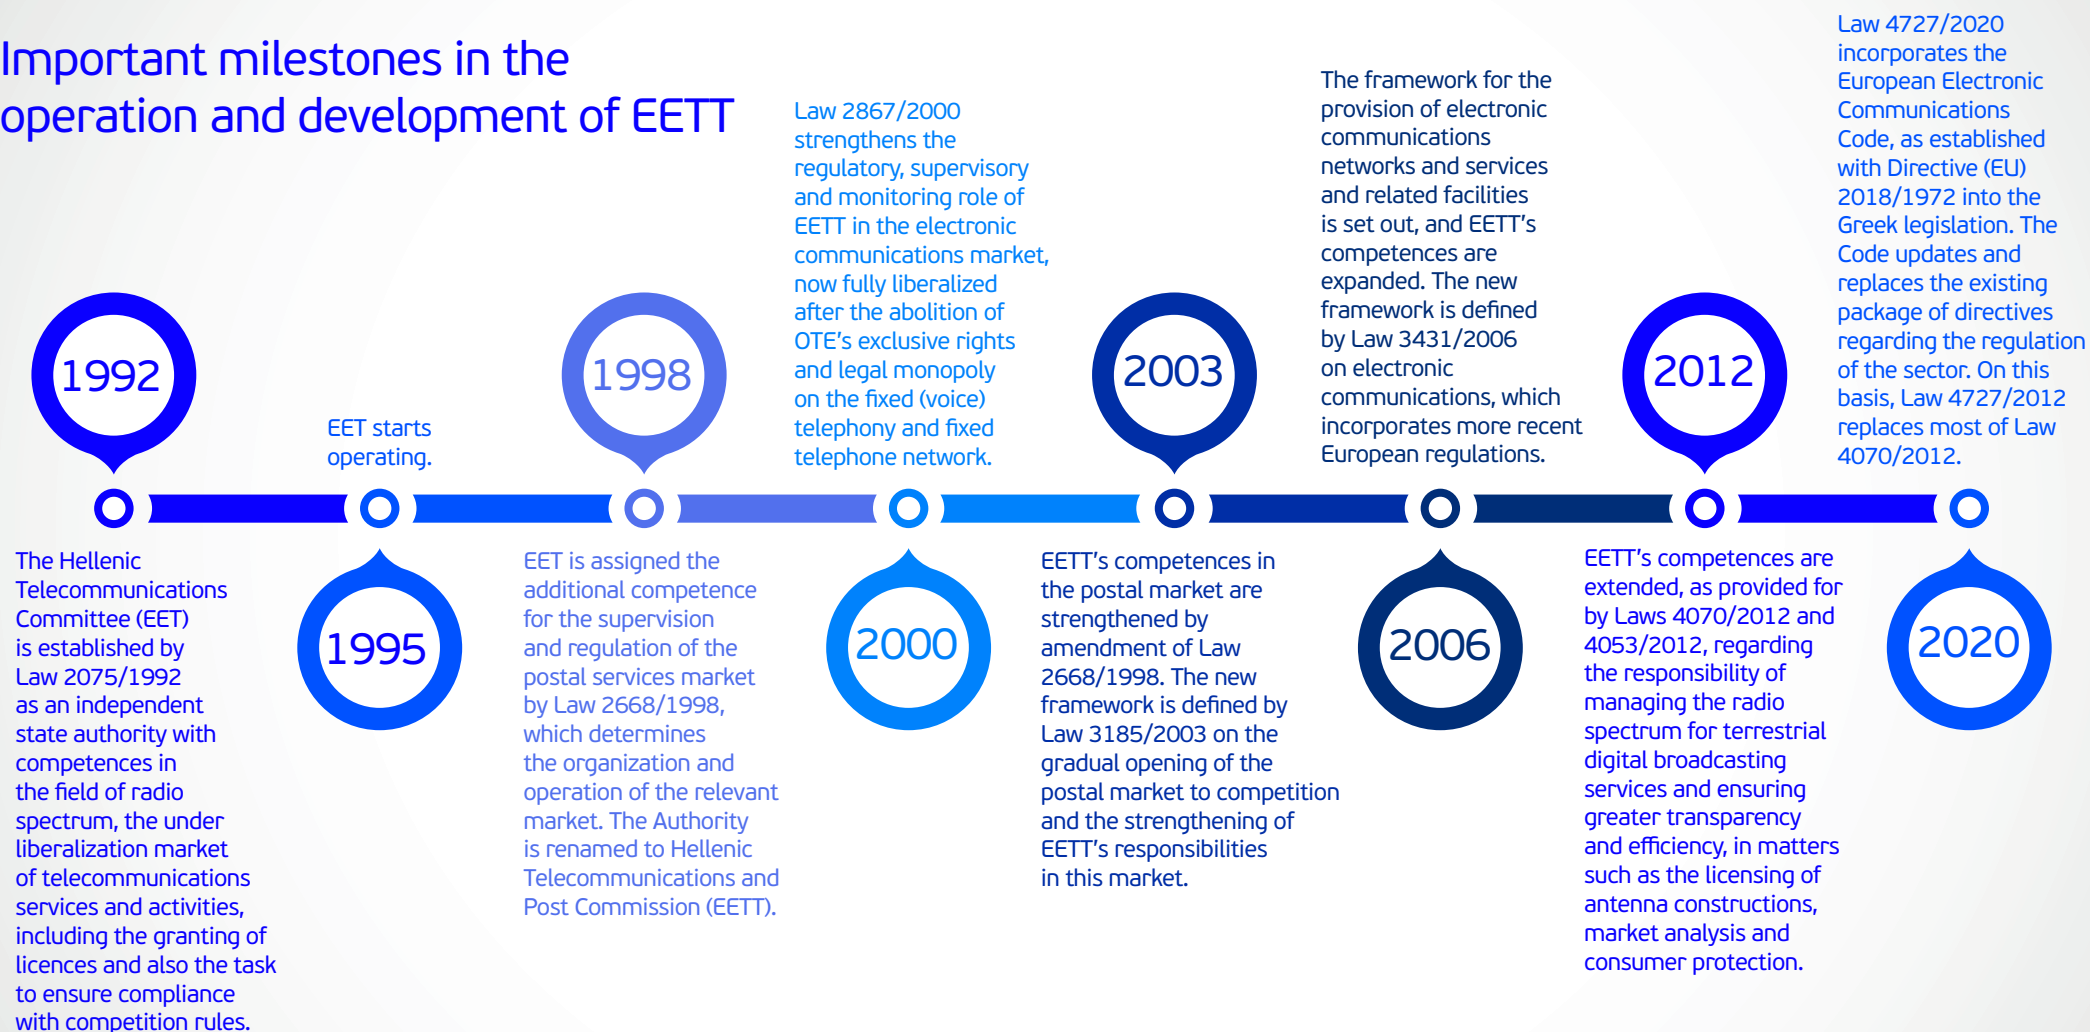 Important milestones in the
operation and development of EETT
1992
The Hellenic
Telecommunications
Committee (EET)
is established by
Law 2075/1992
as an independent
state authority with
competences in
the field of radio
spectrum, the under
liberalization market
of telecommunications
services and activities,
including the granting of
licences and also the task
to ensure compliance
with competition rules.
EET starts
operating.
1995
1998
EET is assigned the
additional competence
for the supervision
and regulation of the
postal services market
by Law 2668/1998,
which determines
the organization and
operation of the relevant
market. The Authority
is renamed to Hellenic
Telecommunications and
Post Commission (EETT).
Law 2867/2000
strengthens the
regulatory, supervisory
and monitoring role of
EETT in the electronic
communications market,
now fully liberalized
after the abolition of
OTE's exclusive rights
and legal monopoly
on the fixed (voice)
telephony and fixed
telephone network.
2000
2003
EETT's competences in
the postal market are
strengthened by
amendment of Law
2668/1998. The new
framework is defined by
Law 3185/2003 on the
gradual opening of the
postal market to competition
and the strengthening of
EETT's responsibilities
in this market.
The framework for the
provision of electronic
communications
networks and services
and related facilities
is set out, and EETT's
competences are
expanded. The new
framework is defined
by Law 3431/2006
on electronic
communications, which
incorporates more recent
European regulations.
2006
2012
EETT's competences are
extended, as provided for
by Laws 4070/2012 and
4053/2012, regarding
the responsibility of
managing the radio
spectrum for terrestrial
digital broadcasting
services and ensuring
greater transparency
and efficiency, in matters
such as the licensing of
antenna constructions,
market analysis and
consumer protection.
Law 4727/2020
incorporates the
European Electronic
Communications
Code, as established
with Directive (EU)
2018/1972 into the
Greek legislation. The
Code updates and
replaces the existing
package of directives
regarding the regulation
of the sector. On this
basis, Law 4727/2012
replaces most of Law
4070/2012.
2020